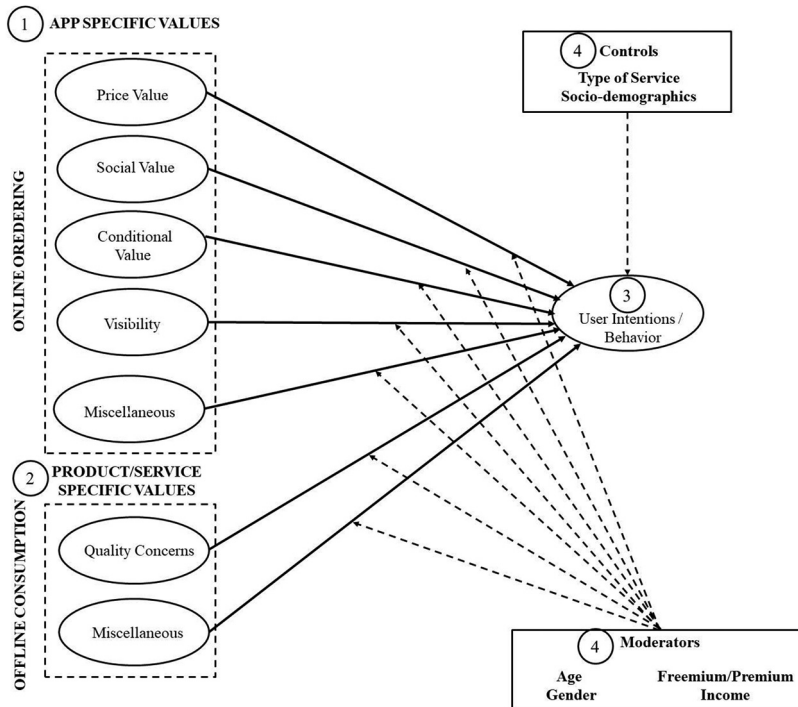 1 APP SPECIFIC VALUES
ONLINE OREDERING
Price Value
Social Value
Conditional
Value
Visibility
Miscellaneous
2 PRODUCT/SERVICE
SPECIFIC VALUES
OFFLINE CONSUMPTION
Quality Concerns
Miscellaneous
4 Controls
Type of Service
Socio-demographics
3
User Intentions /
Behavior
4 Moderators
Age Freemium/Premium
Gender Income